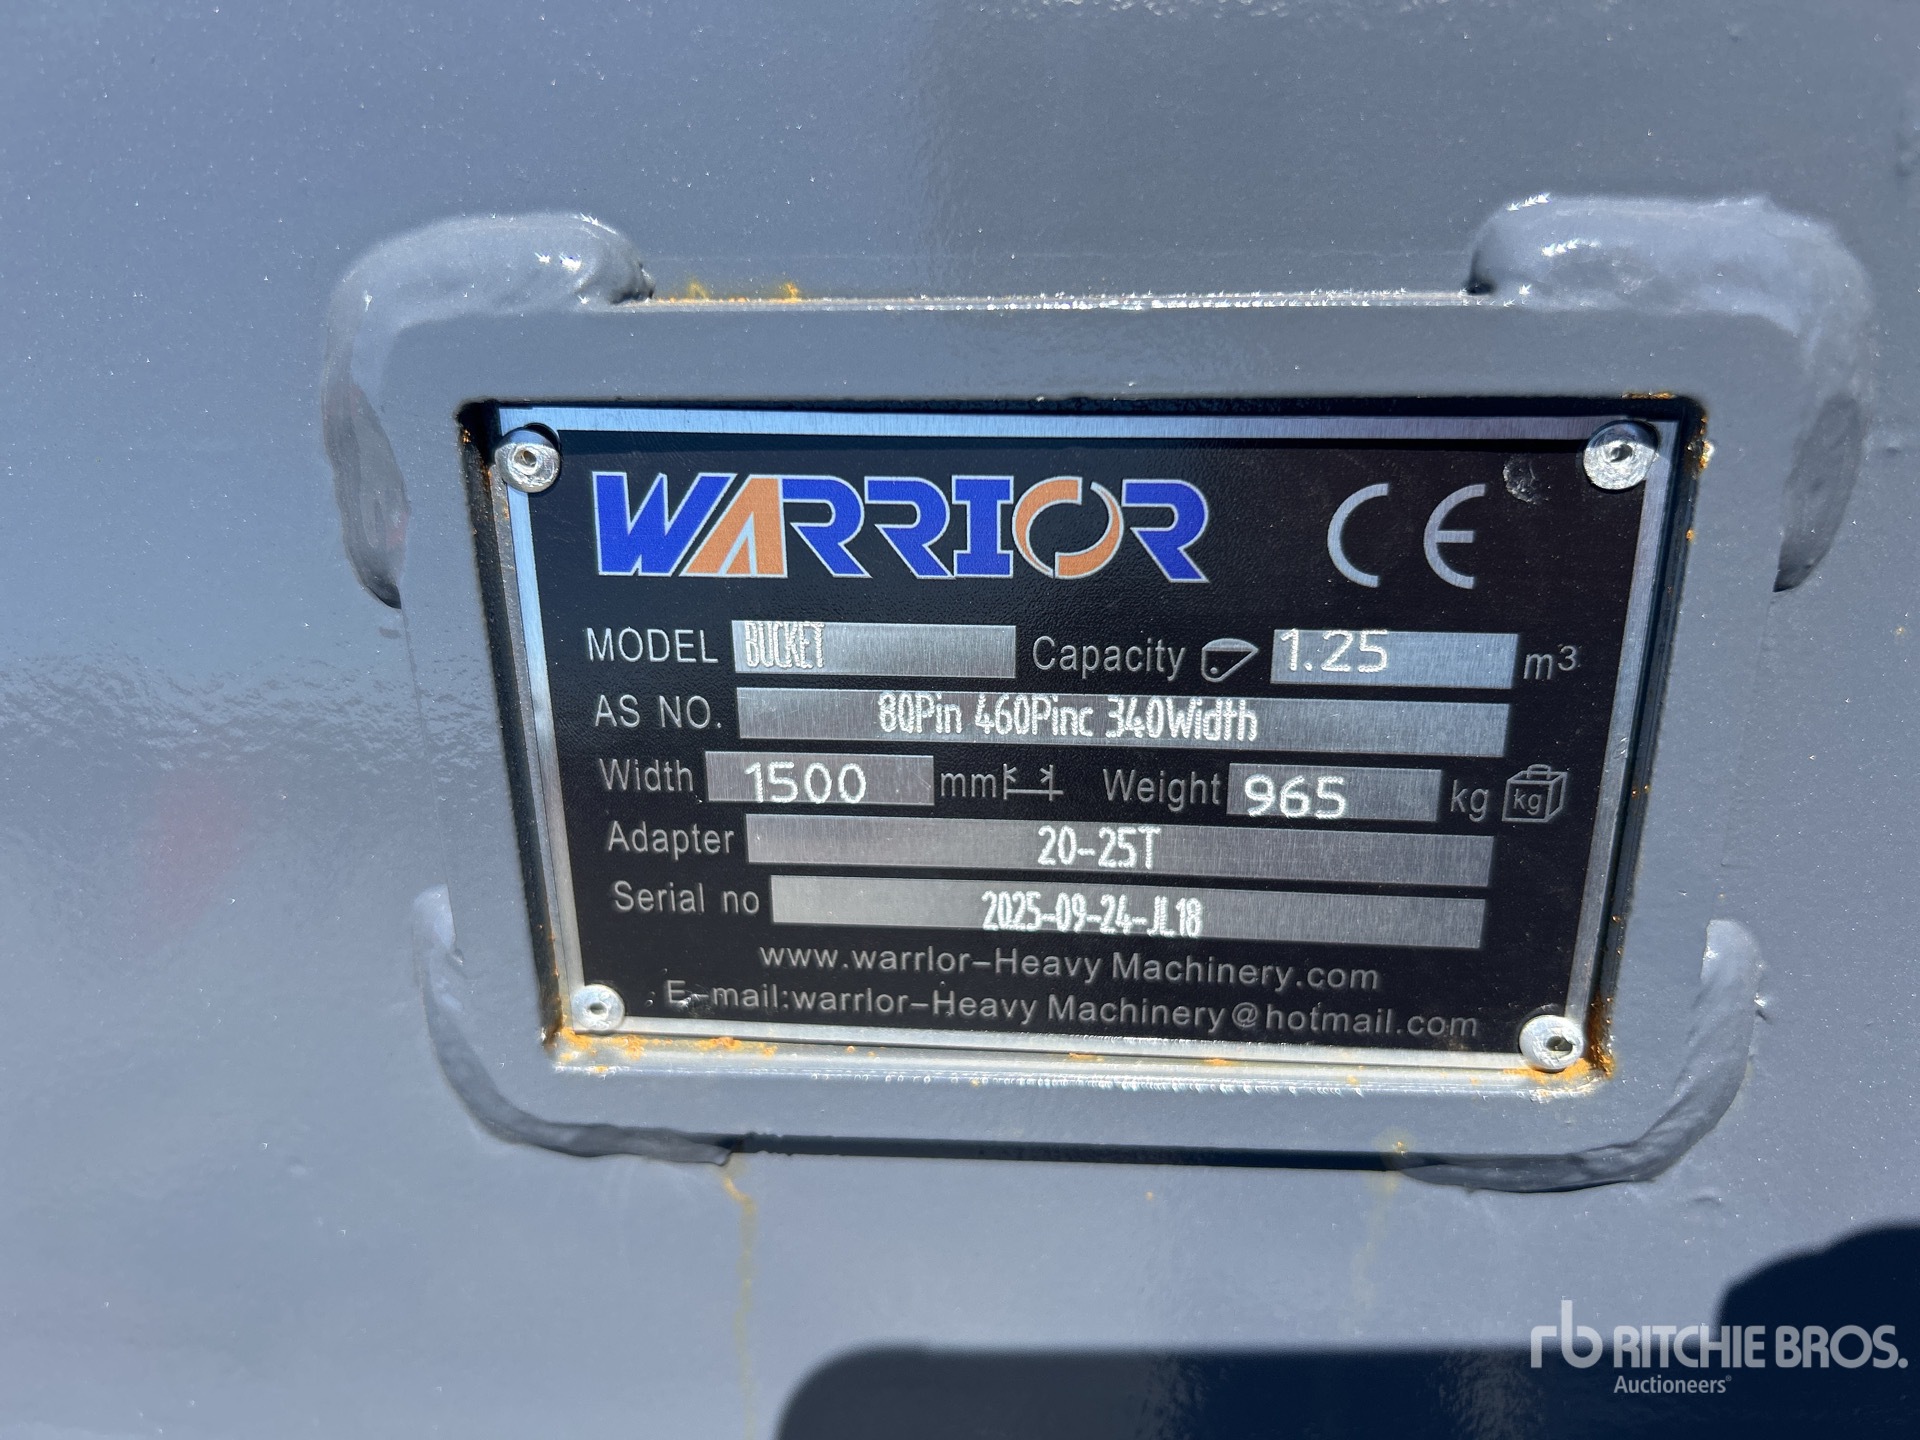 WARRIOR CE
MODEL BUCKET Capacity 1.25 m³
AS NO. 80Pin 460Pinc 340Width
Width 1500 mm Weight 965 kg kg
Adapter 20-25T
Serial no 2025-09-24-JL18
www.warrlor-Heavy Machinery.com
E-mail:warrlor-Heavy Machinery@hotmail.com
rb RITCHIE BROS.
Auctioneers®